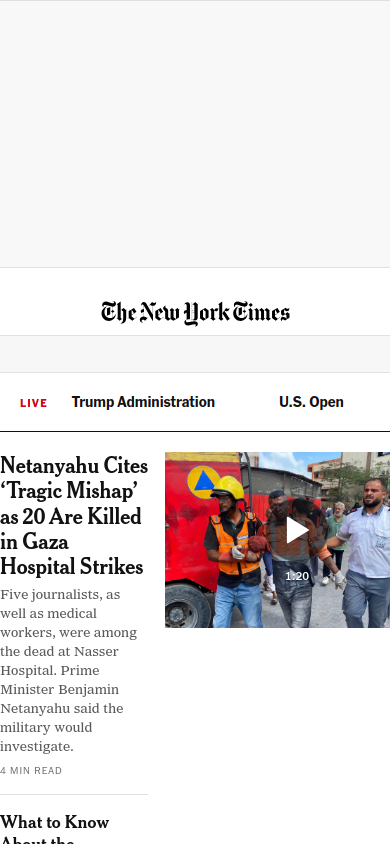 The New York Times
LIVE
Trump Administration
U.S. Open
Netanyahu Cites
‘Tragic Mishap’
as 20 Are Killed
in Gaza
Hospital Strikes
Five journalists, as
well as medical
workers, were among
the dead at Nasser
Hospital. Prime
Minister Benjamin
Netanyahu said the
military would
investigate.
4 MIN READ
1:20
What to Know
About the